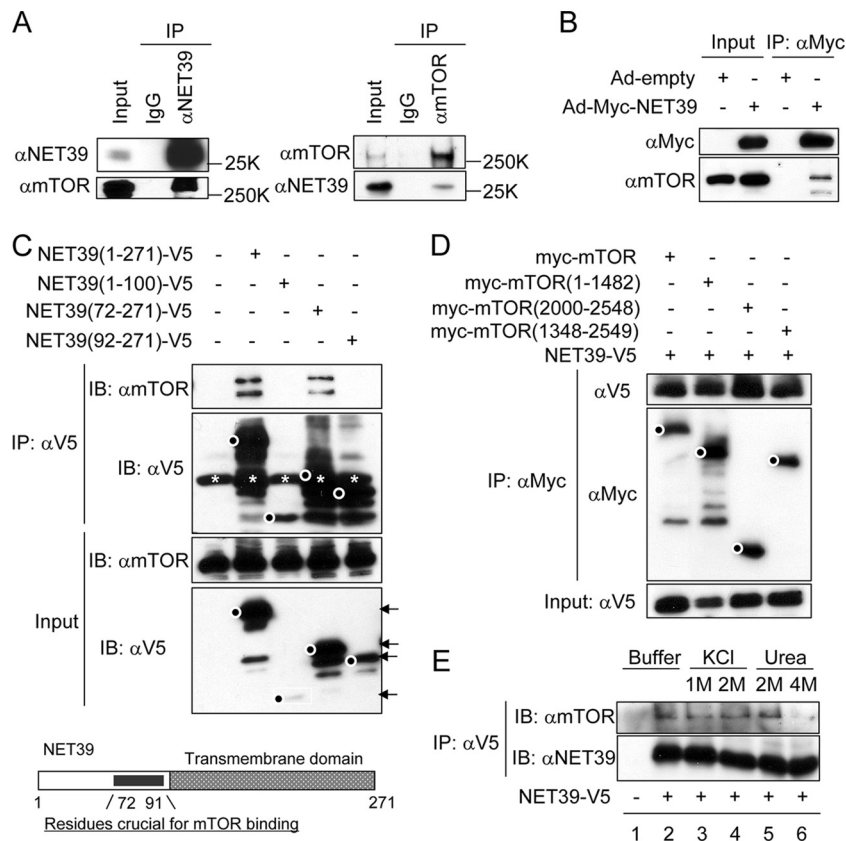 A
IP
Input
IgG
αNET39
αNET39
25K
αmTOR
250K
IP
Input
IgG
αmTOR
αmTOR
250K
αNET39
25K
B
Input IP: αMyc
Ad-empty + - + -
Ad-Myc-NET39 - + - +
αMyc
αmTOR
C
NET39(1-271)-V5 - + - - -
NET39(1-100)-V5 - - + - -
NET39(72-271)-V5 - - - + -
NET39(92-271)-V5 - - - - +
IB: αmTOR
IP: αV5
IB: αV5
* * * * *
IB: αmTOR
Input
IB: αV5
NET39
Transmembrane domain
1 / 72 91 \ 271
Residues crucial for mTOR binding
D
myc-mTOR + - - -
myc-mTOR(1-1482) - + - -
myc-mTOR(2000-2548) - - + -
myc-mTOR(1348-2549) - - - +
NET39-V5 + + + +
αV5
IP: αMyc
αMyc
Input: αV5
E
Buffer KCl Urea
1M 2M 2M 4M
IB: αmTOR
IP: αV5
IB: αNET39
NET39-V5 - + + + + +
1 2 3 4 5 6